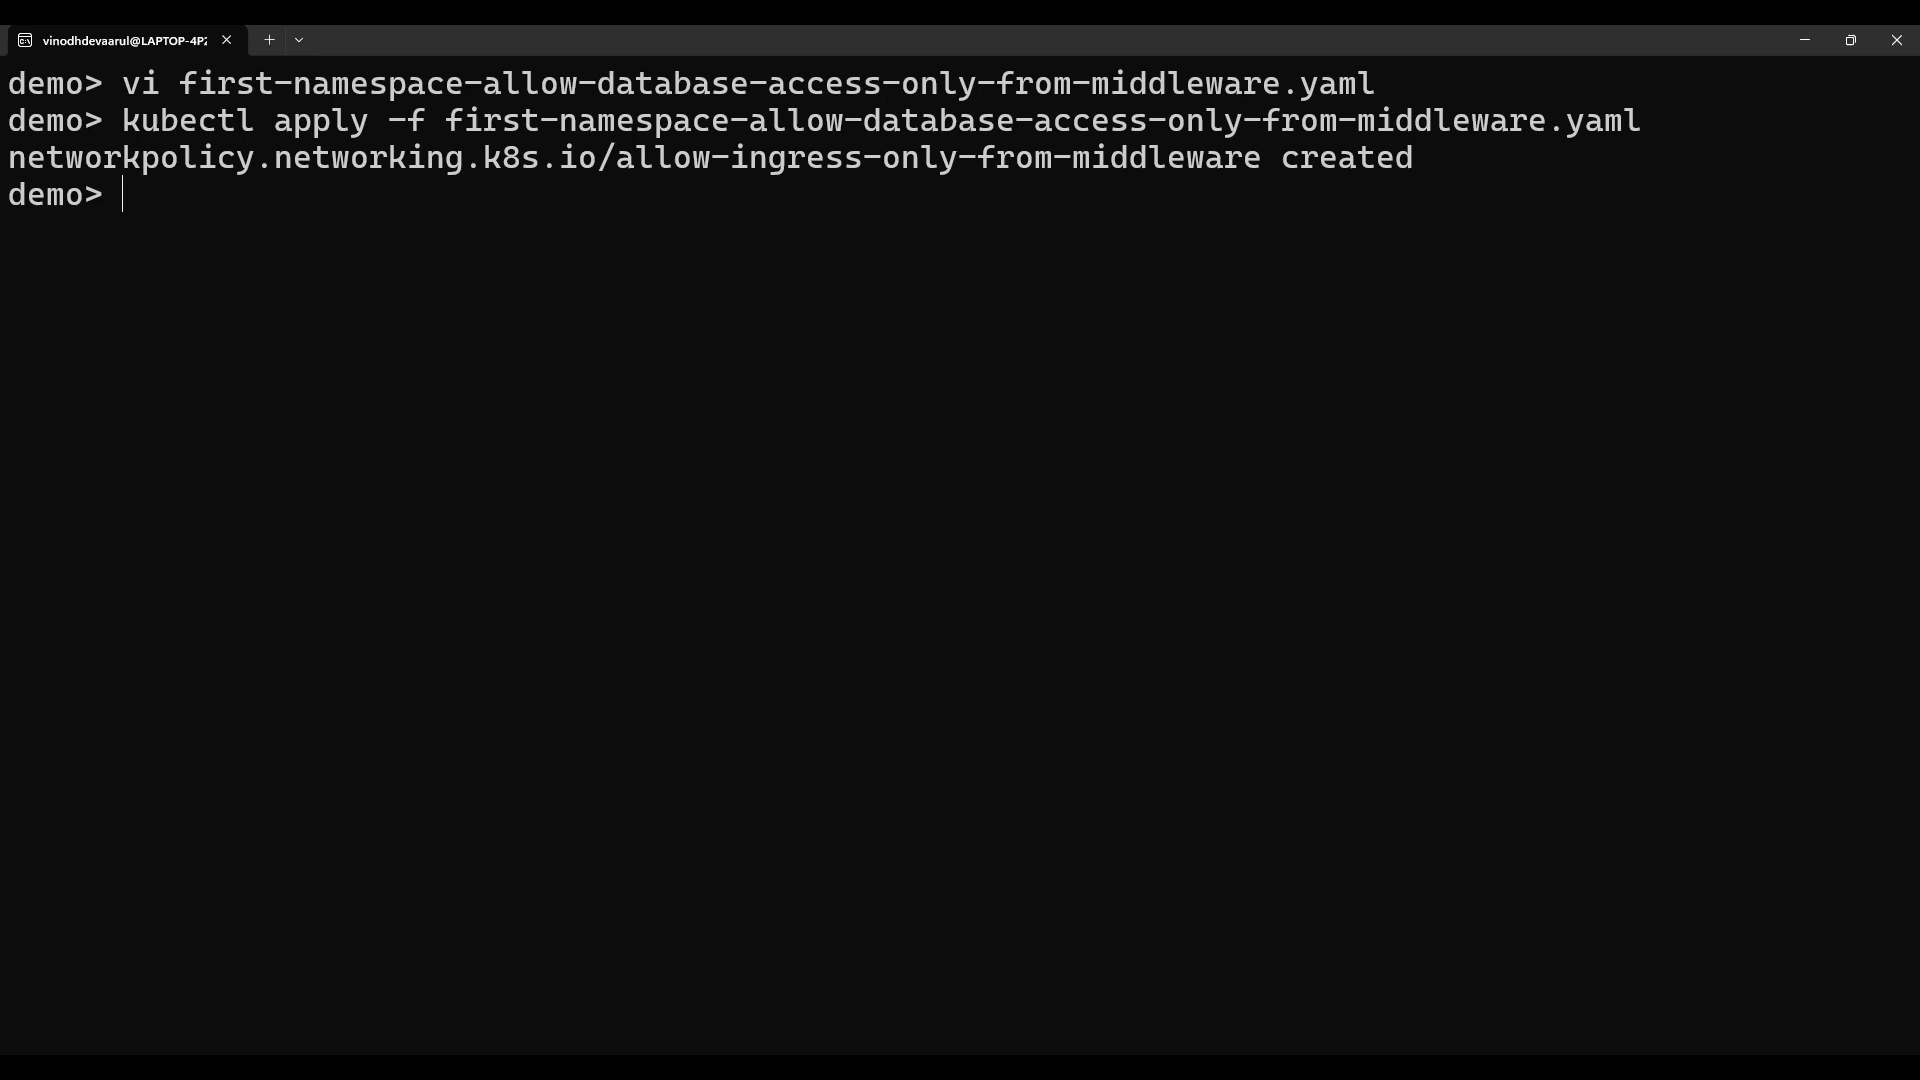 vinodhdevaarul@LAPTOP-4P2
demo> vi first-namespace-allow-database-access-only-from-middleware.yaml
demo> kubectl apply -f first-namespace-allow-database-access-only-from-middleware.yaml
networkpolicy.networking.k8s.io/allow-ingress-only-from-middleware created
demo>